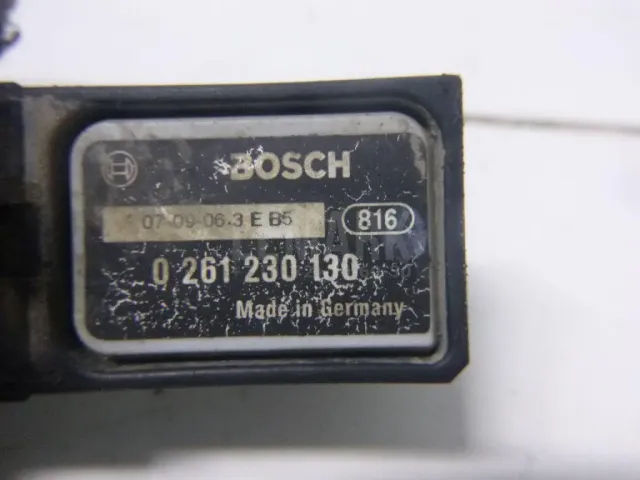 BOSCH
07-09-06.3 E B5
816
0 261 230 130
Made in Germany